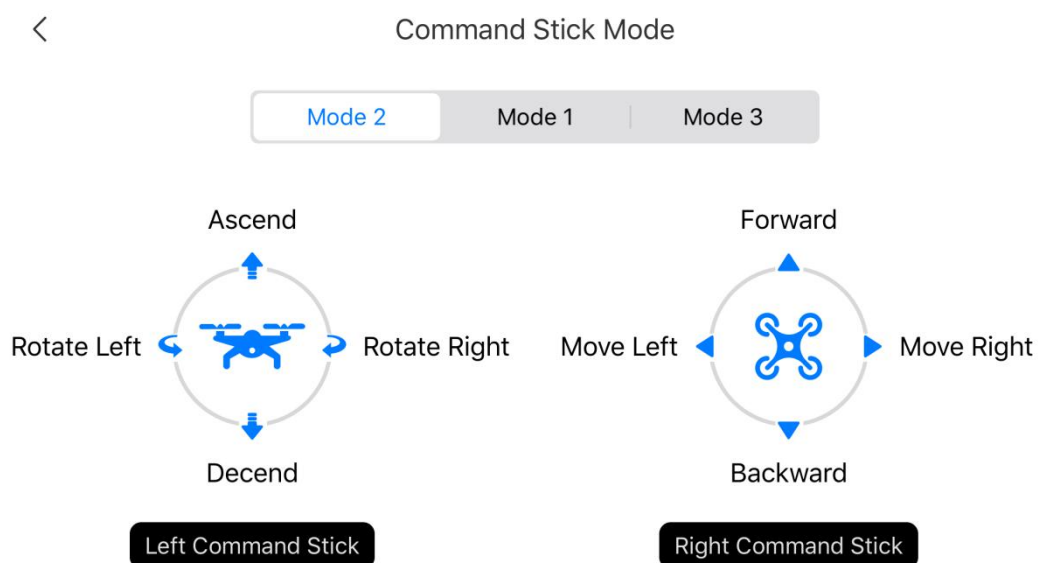 Command Stick Mode
Mode 2 Mode 1 Mode 3
Ascend Forward
Rotate Left Rotate Right Move Left Move Right
Decend Backward
Left Command Stick Right Command Stick